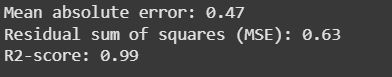 Mean absolute error: 0.47
Residual sum of squares (MSE): 0.63
R2-score: 0.99